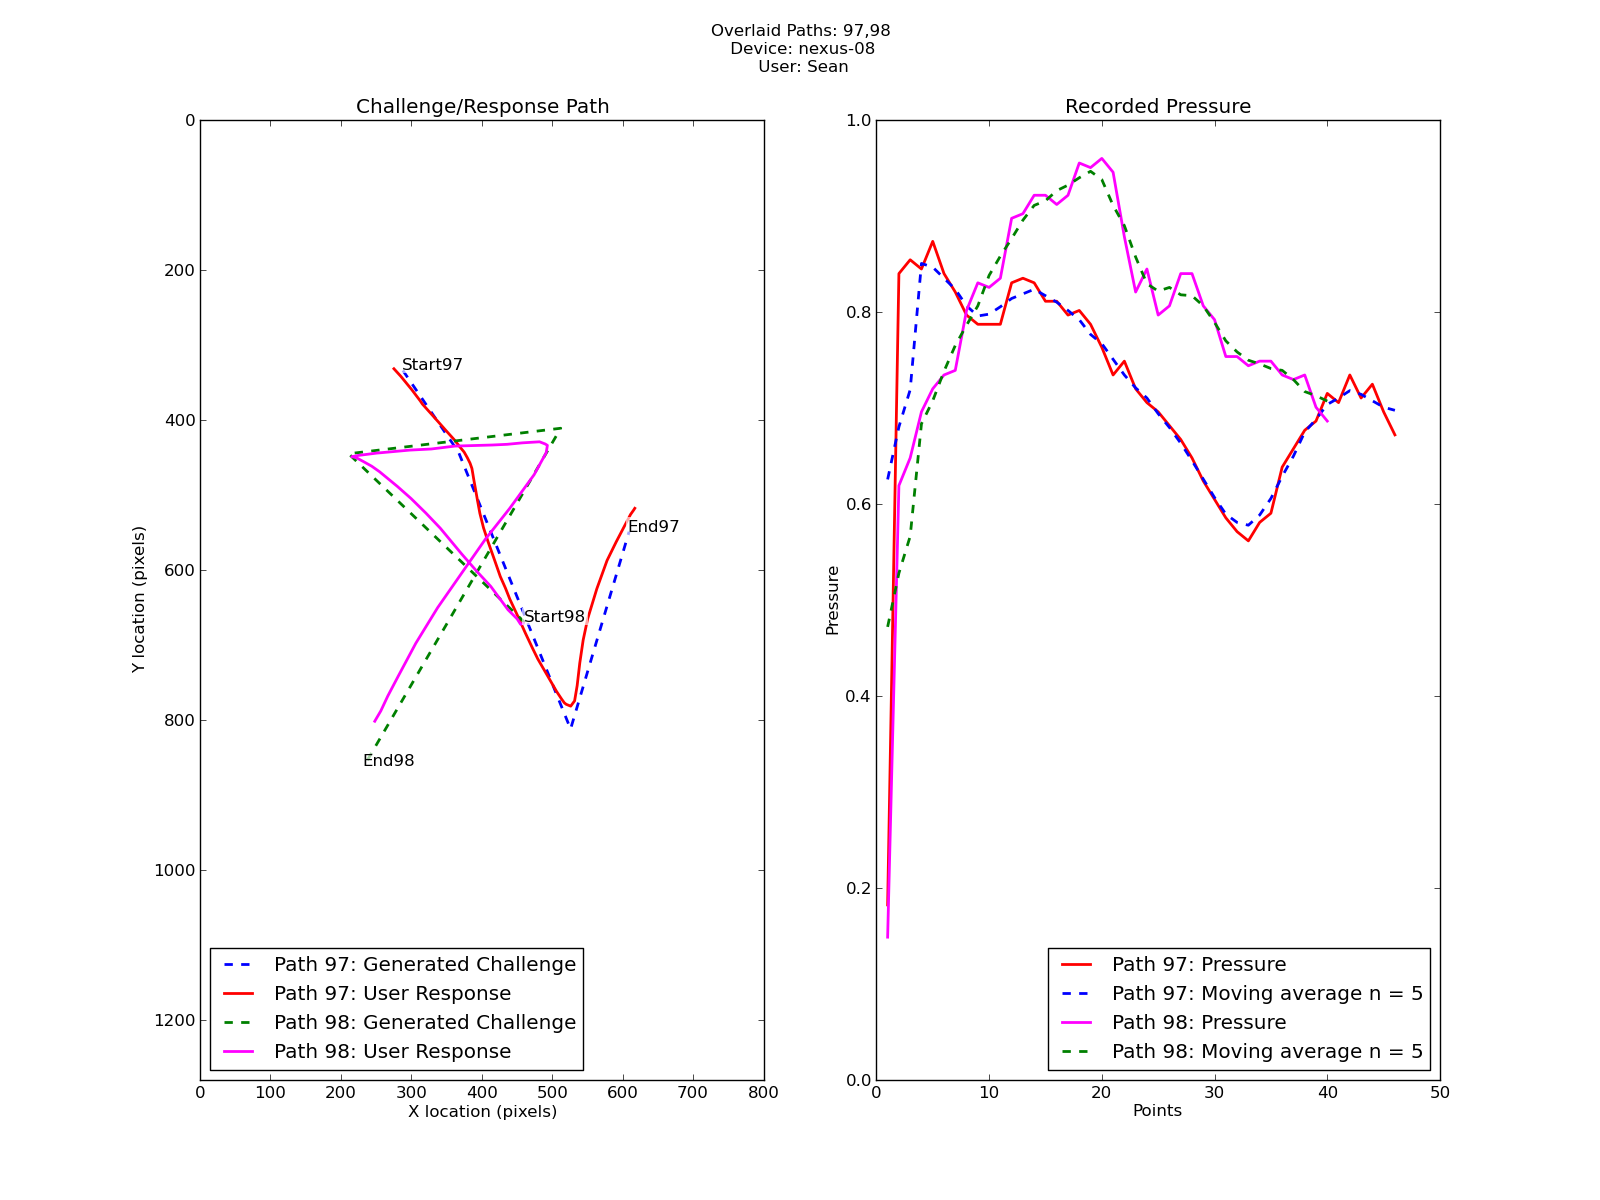 Overlaid Paths: 97,98
Device: nexus-08
User: Sean
Challenge/Response Path
0
200
400
600
800
1000
1200
Y location (pixels)
Start97
End97
Start98
End98
Path 97: Generated Challenge
Path 97: User Response
Path 98: Generated Challenge
Path 98: User Response
0 100 200 300 400 500 600 700 800
X location (pixels)
Recorded Pressure
1.0
0.8
0.6
0.4
0.2
0.0
Pressure
Path 97: Pressure
Path 97: Moving average n = 5
Path 98: Pressure
Path 98: Moving average n = 5
0 10 20 30 40 50
Points